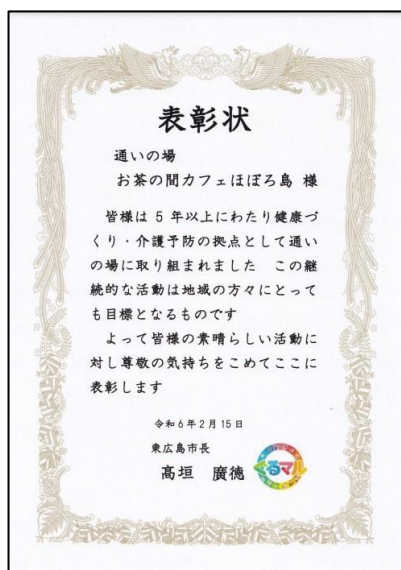 表彰状
通いの場
お茶の間カフェほぼろ島 様
皆様は 5 年以上にわたり健康づ
くり・介護予防の拠点として通い
の場に取り組まれました この継
続的な活動は地域の方々にとって
も目標となるものです
よって皆様の素晴らしい活動に
対し尊敬の気持ちをこめてここに
表彰します
令和6年2月15日
東広島市長
髙垣 廣徳
ぐるマル